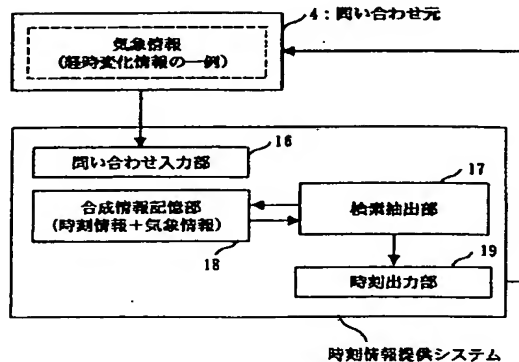 4：問い合わせ元
気象情報
(経時変化情報の一例)
16
問い合わせ入力部
17
合成情報記憶部
(時刻情報＋気象情報)
検索抽出部
18
19
時刻出力部
時刻情報提供システム